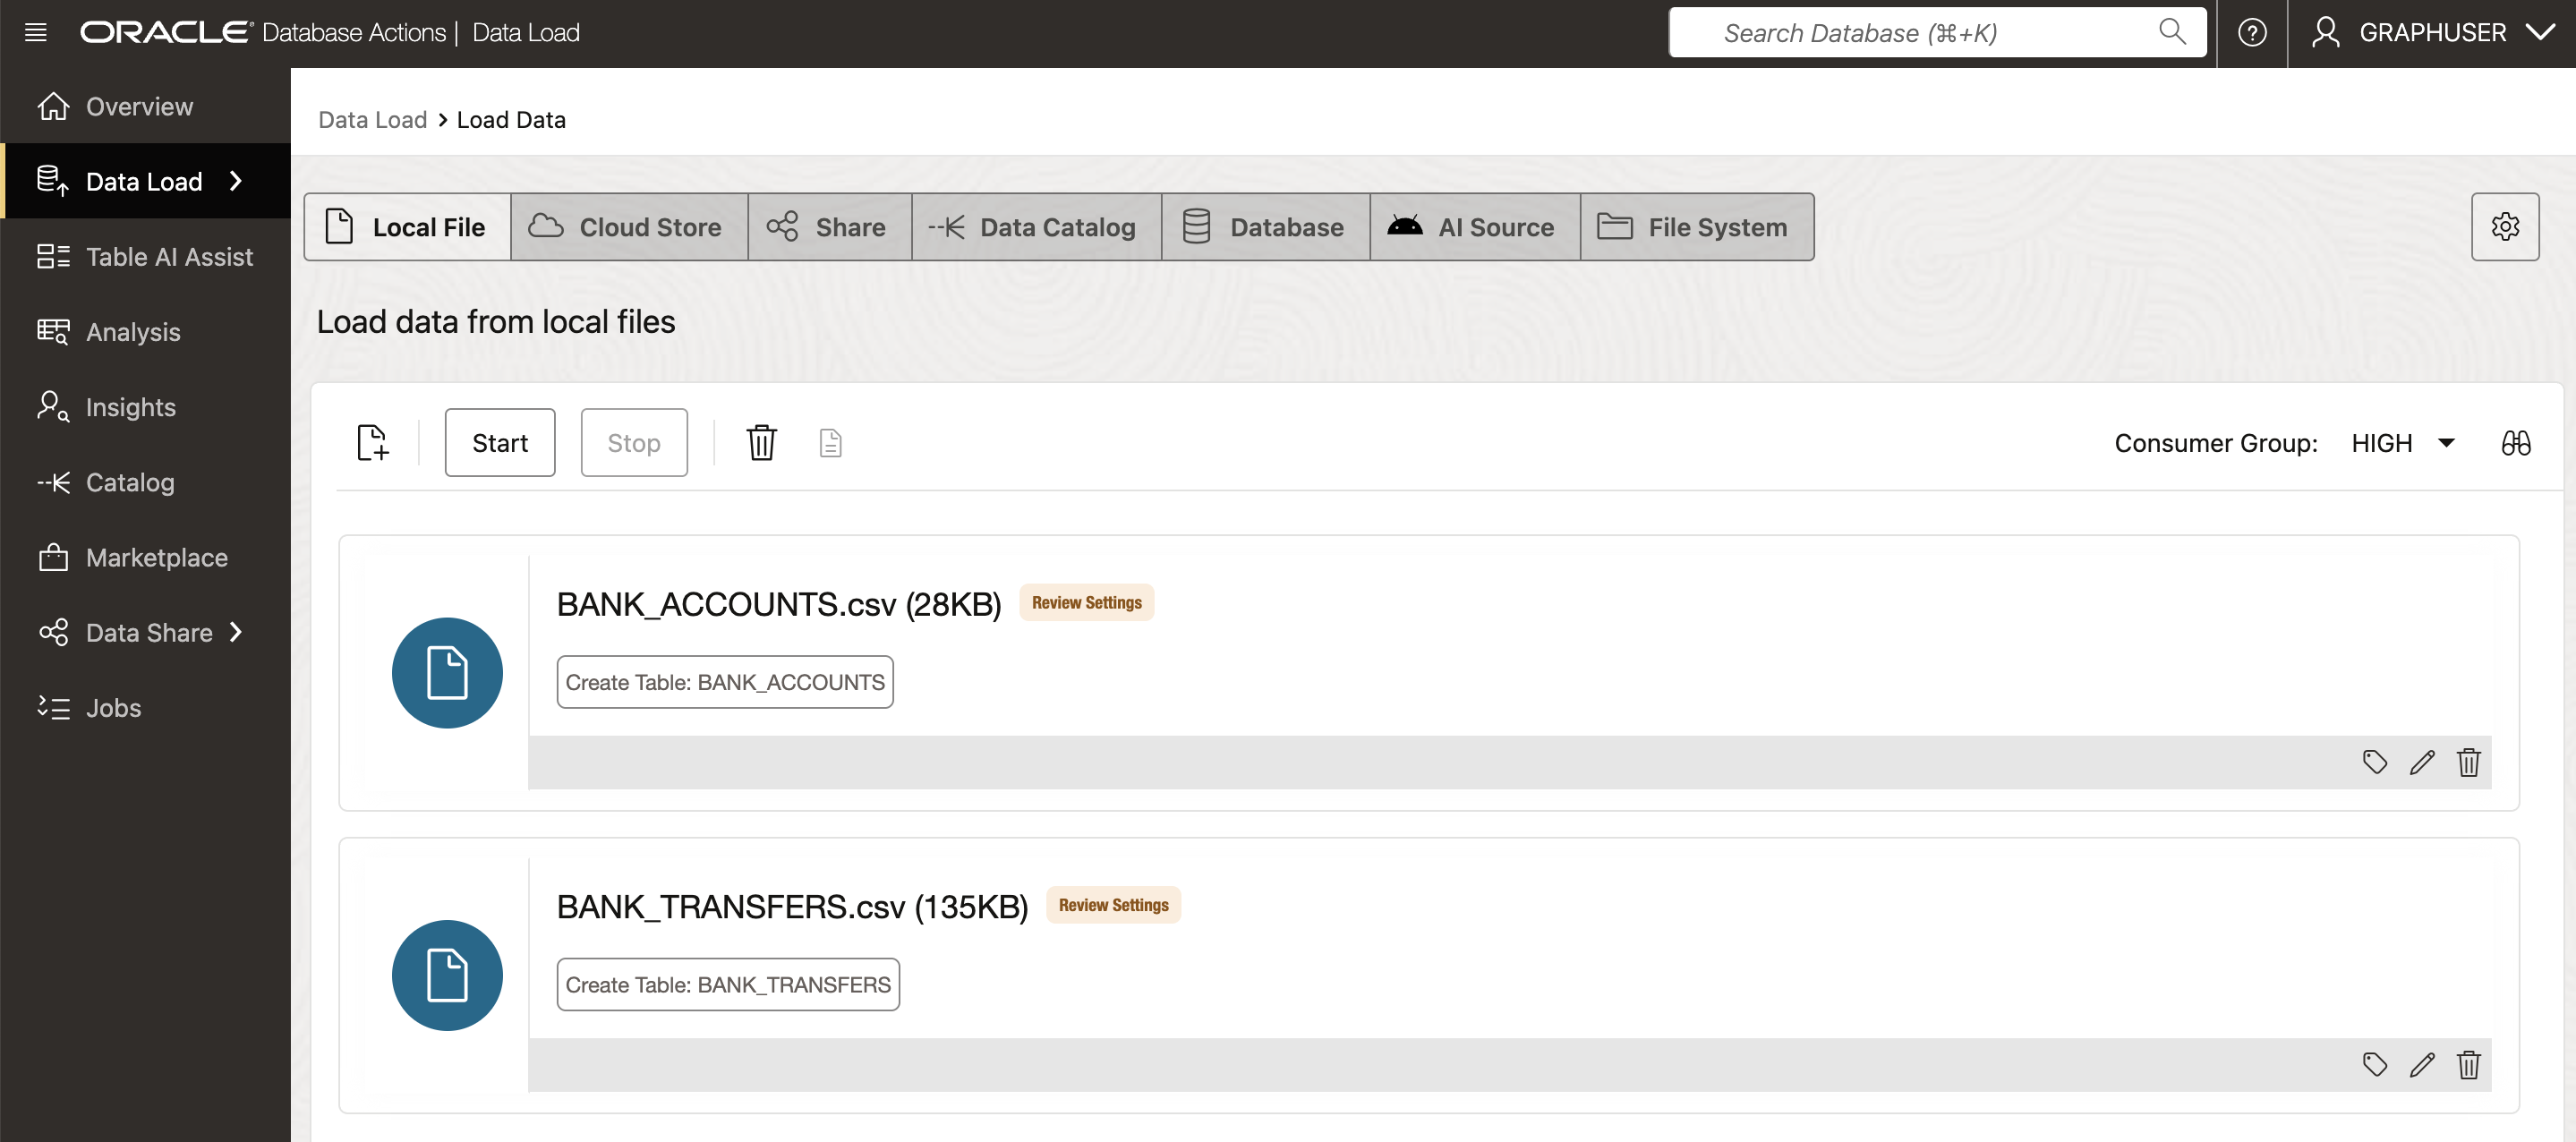 ORACLE Database Actions | Data Load
Search Database (⌘+K)
GRAPHUSER
Overview
Data Load
Table AI Assist
Analysis
Insights
Catalog
Marketplace
Data Share
Jobs
Data Load > Load Data
Local File
Cloud Store
Share
Data Catalog
Database
AI Source
File System
Load data from local files
Start
Stop
Consumer Group: HIGH
BANK_ACCOUNTS.csv (28KB) Review Settings
Create Table: BANK_ACCOUNTS
BANK_TRANSFERS.csv (135KB) Review Settings
Create Table: BANK_TRANSFERS